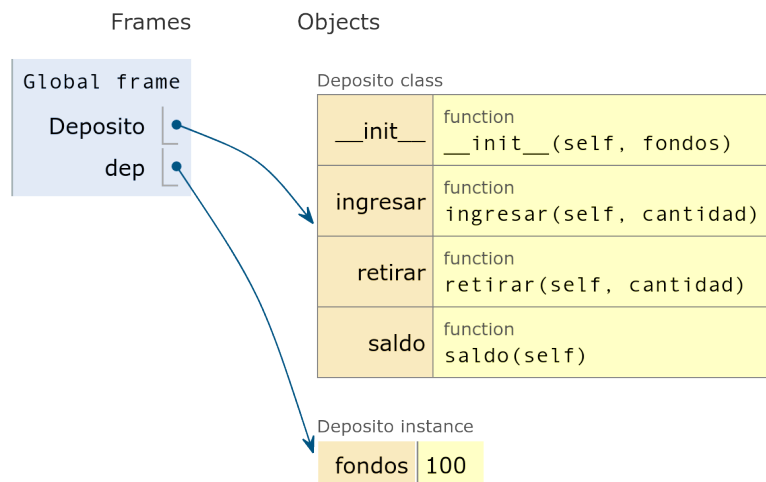 Frames Objects
Global frame
Deposito
dep
Deposito class
__init__ function
__init__(self, fondos)
ingresar function
ingresar(self, cantidad)
retirar function
retirar(self, cantidad)
saldo function
saldo(self)
Deposito instance
fondos 100